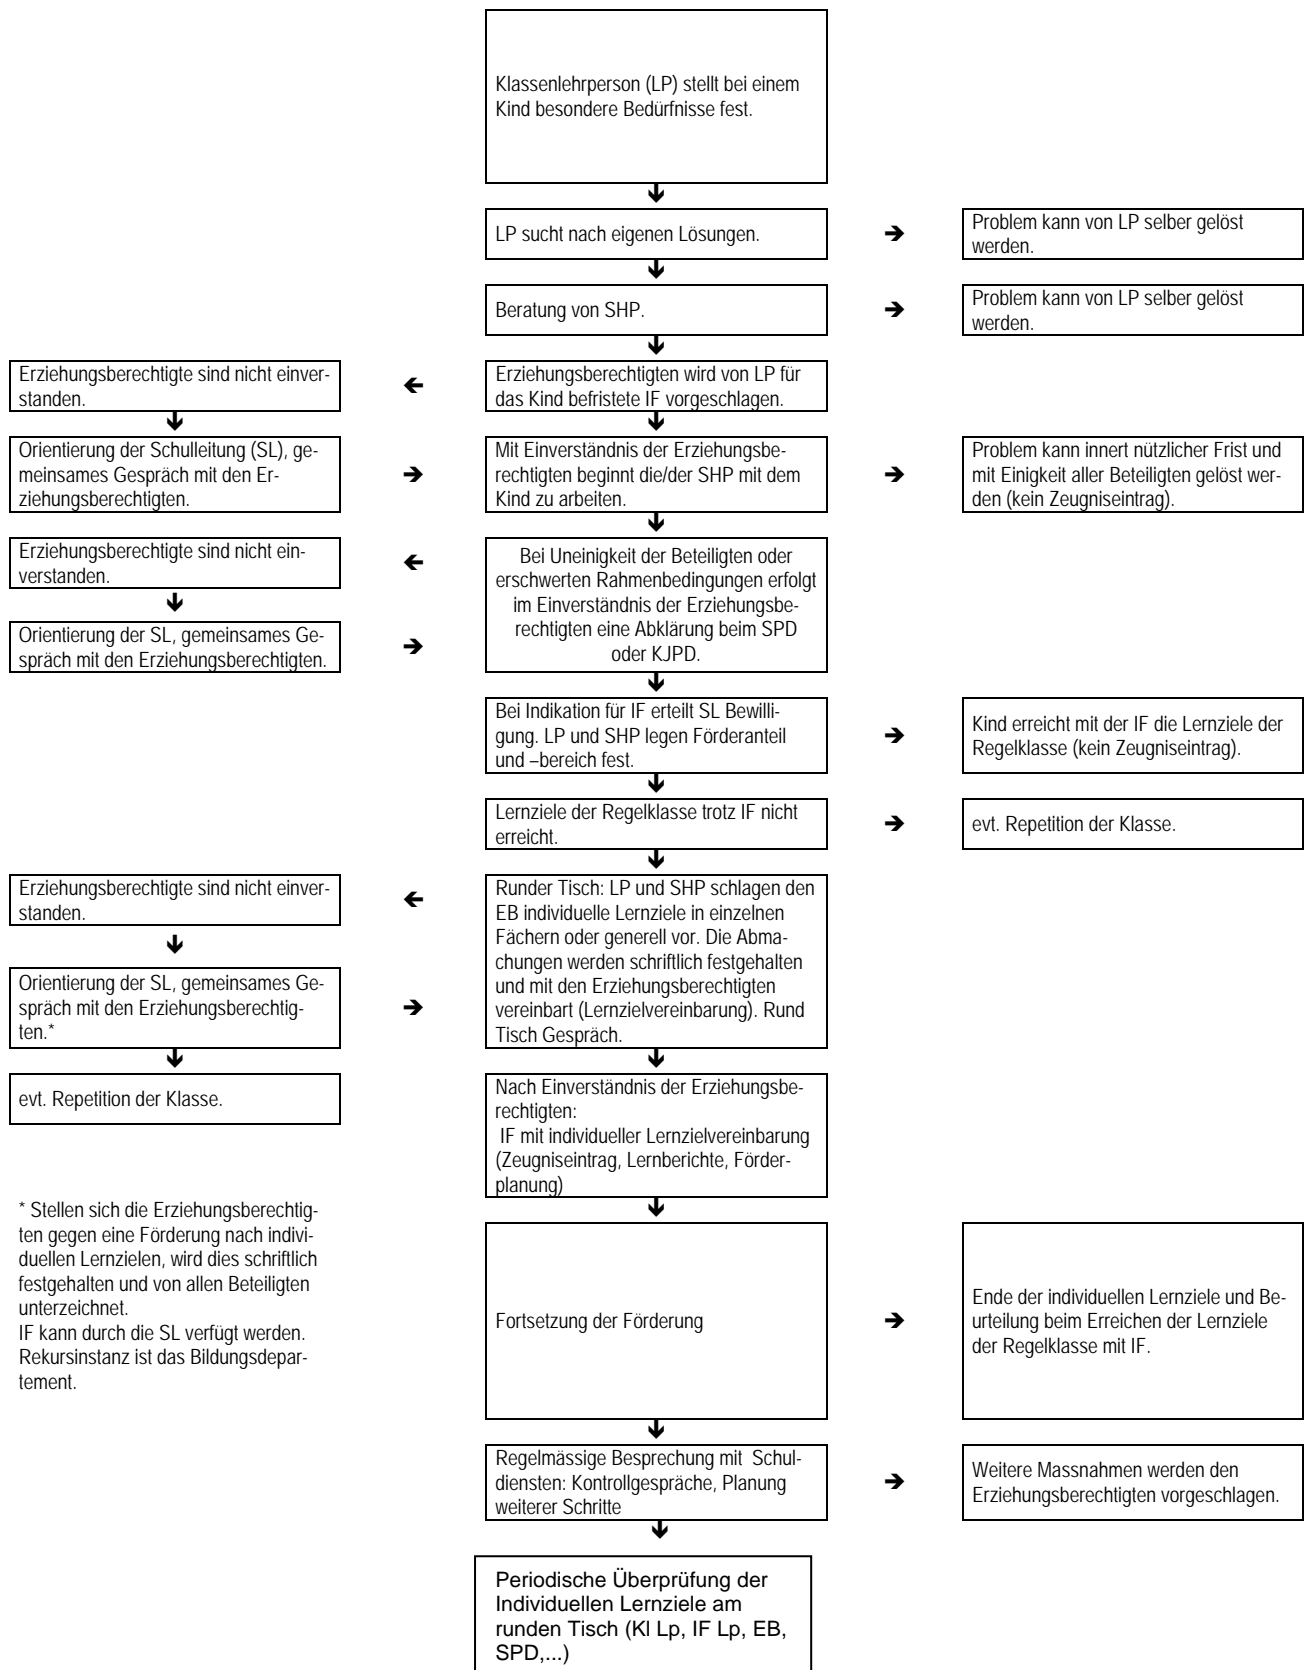 Klassenlehrperson (LP) stellt bei einem
Kind besondere Bedürfnisse fest.
LP sucht nach eigenen Lösungen.
Problem kann von LP selber gelöst
werden.
Beratung von SHP.
Problem kann von LP selber gelöst
werden.
Erziehungsberechtigte sind nicht einver-
standen.
Erziehungsberechtigten wird von LP für
das Kind befristete IF vorgeschlagen.
Orientierung der Schulleitung (SL), ge-
meinsames Gespräch mit den Er-
ziehungsberechtigten.
Mit Einverständnis der Erziehungsbe-
rechtigten beginnt die/der SHP mit dem
Kind zu arbeiten.
Problem kann innert nützlicher Frist und
mit Einigkeit aller Beteiligten gelöst wer-
den (kein Zeugniseintrag).
Erziehungsberechtigte sind nicht ein-
verstanden.
Bei Uneinigkeit der Beteiligten oder
erschwerten Rahmenbedingungen erfolgt
im Einverständnis der Erziehungsbe-
rechtigten eine Abklärung beim SPD
oder KJPD.
Orientierung der SL, gemeinsames Ge-
spräch mit den Erziehungsberechtigten.
Bei Indikation für IF erteilt SL Bewilli-
gung. LP und SHP legen Förderanteil
und –bereich fest.
Kind erreicht mit der IF die Lernziele der
Regelklasse (kein Zeugniseintrag).
Lernziele der Regelklasse trotz IF nicht
erreicht.
evt. Repetition der Klasse.
Erziehungsberechtigte sind nicht einver-
standen.
Runder Tisch: LP und SHP schlagen den
EB individuelle Lernziele in einzelnen
Fächern oder generell vor. Die Abma-
chungen werden schriftlich festgehalten
und mit den Erziehungsberechtigten
vereinbart (Lernzielvereinbarung). Rund
Tisch Gespräch.
Orientierung der SL, gemeinsames Ge-
spräch mit den Erziehungsberechtig-
ten.*
evt. Repetition der Klasse.
Nach Einverständnis der Erziehungsbe-
rechtigten:
IF mit individueller Lernzielvereinbarung
(Zeugniseintrag, Lernberichte, Förder-
planung)
* Stellen sich die Erziehungsberechtig-
ten gegen eine Förderung nach indivi-
duellen Lernzielen, wird dies schriftlich
festgehalten und von allen Beteiligten
unterzeichnet.
IF kann durch die SL verfügt werden.
Rekursinstanz ist das Bildungsdepar-
tement.
Fortsetzung der Förderung
Ende der individuellen Lernziele und Be-
urteilung beim Erreichen der Lernziele
der Regelklasse mit IF.
Regelmässige Besprechung mit Schul-
diensten: Kontrollgespräche, Planung
weiterer Schritte
Weitere Massnahmen werden den
Erziehungsberechtigten vorgeschlagen.
Periodische Überprüfung der
Individuellen Lernziele am
runden Tisch (Kl Lp, IF Lp, EB,
SPD,...)